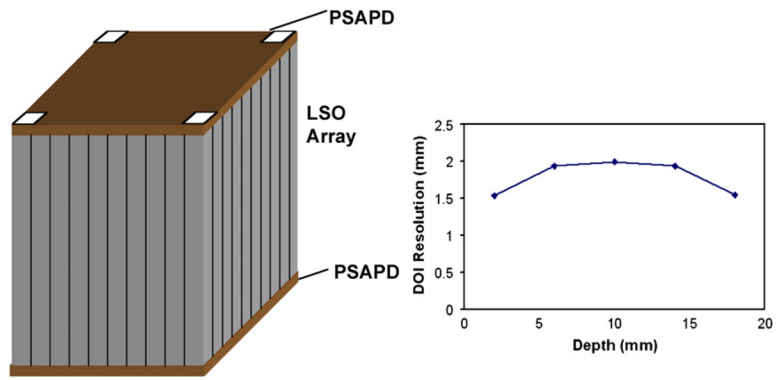 PSAPD
LSO
Array
PSAPD
2.5
2
1.5
1
0.5
0
DOI Resolution (mm)
0 5 10 15 20
Depth (mm)